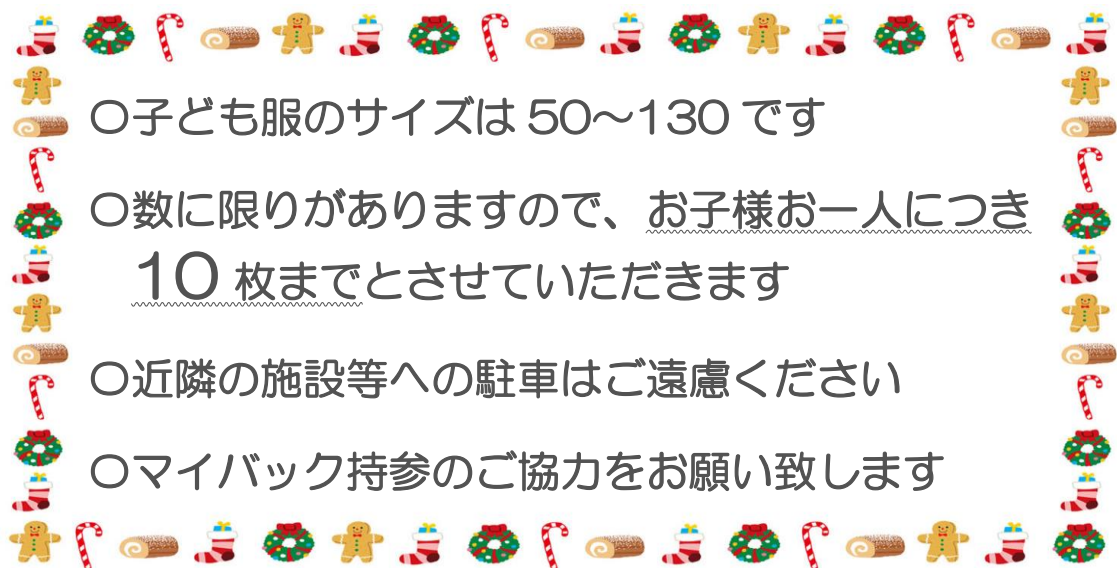 〇子ども服のサイズは 50～130 です
〇数に限りがありますので、お子様お一人につき
10 枚までとさせていただきます
〇近隣の施設等への駐車はご遠慮ください
〇マイバック持参のご協力をお願い致します